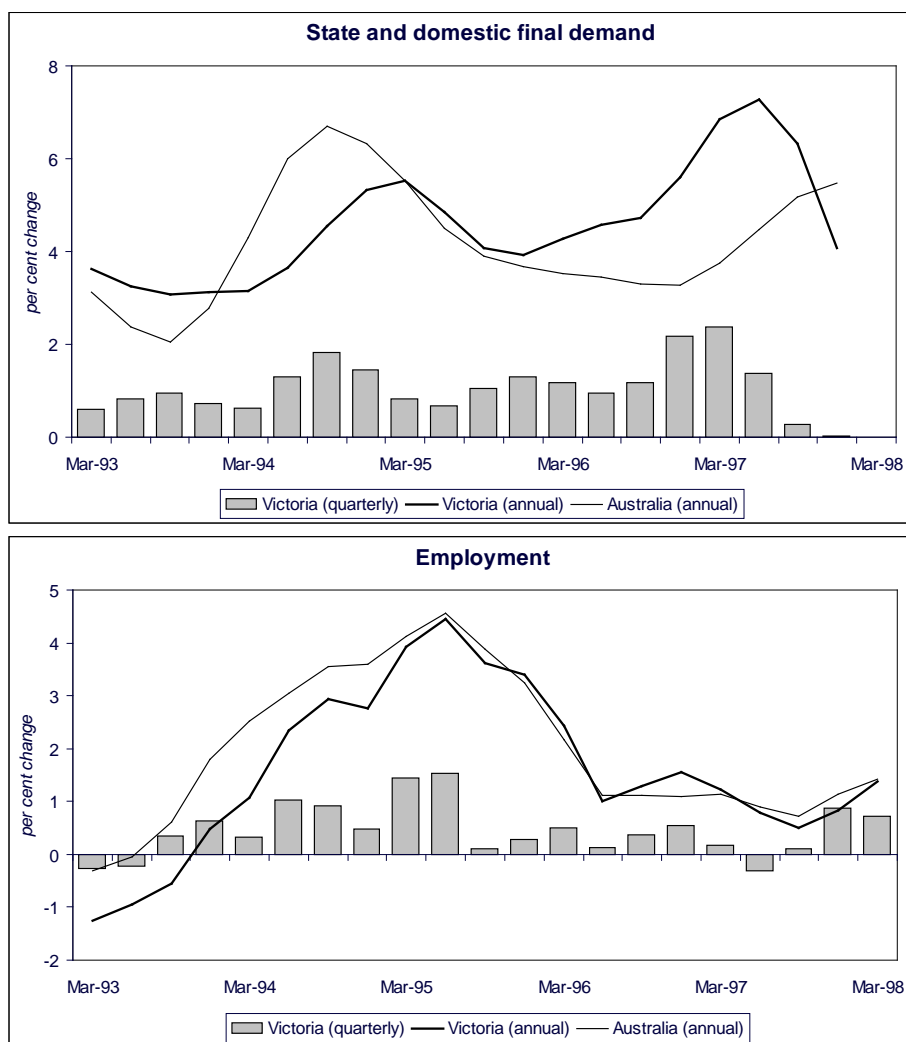 State and domestic final demand
8
6
4
2
0
per cent change
Mar-93 Mar-94 Mar-95 Mar-96 Mar-97 Mar-98
Victoria (quarterly) Victoria (annual) Australia (annual)
Employment
5
4
3
2
1
0
-1
-2
per cent change
Mar-93 Mar-94 Mar-95 Mar-96 Mar-97 Mar-98
Victoria (quarterly) Victoria (annual) Australia (annual)